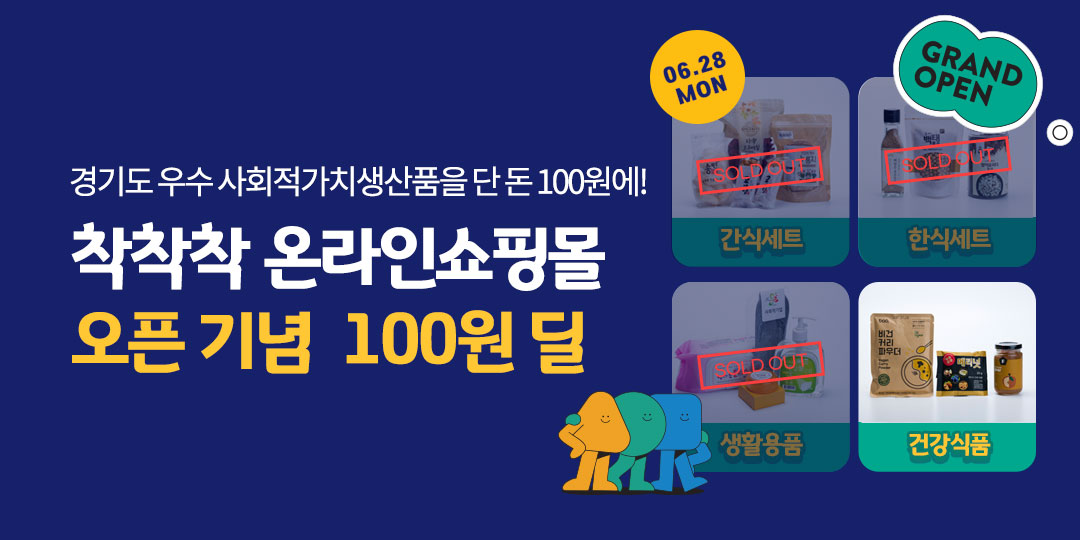 경기도 우수 사회적가치생산품을 단 돈 100원에!
착착착 온라인쇼핑몰
오픈 기념 100원 딜
06.28
MON
GRAND
OPEN
SOLD OUT
간식세트
SOLD OUT
한식세트
SOLD OUT
생활용품
비건
커리
파우더
건강식품